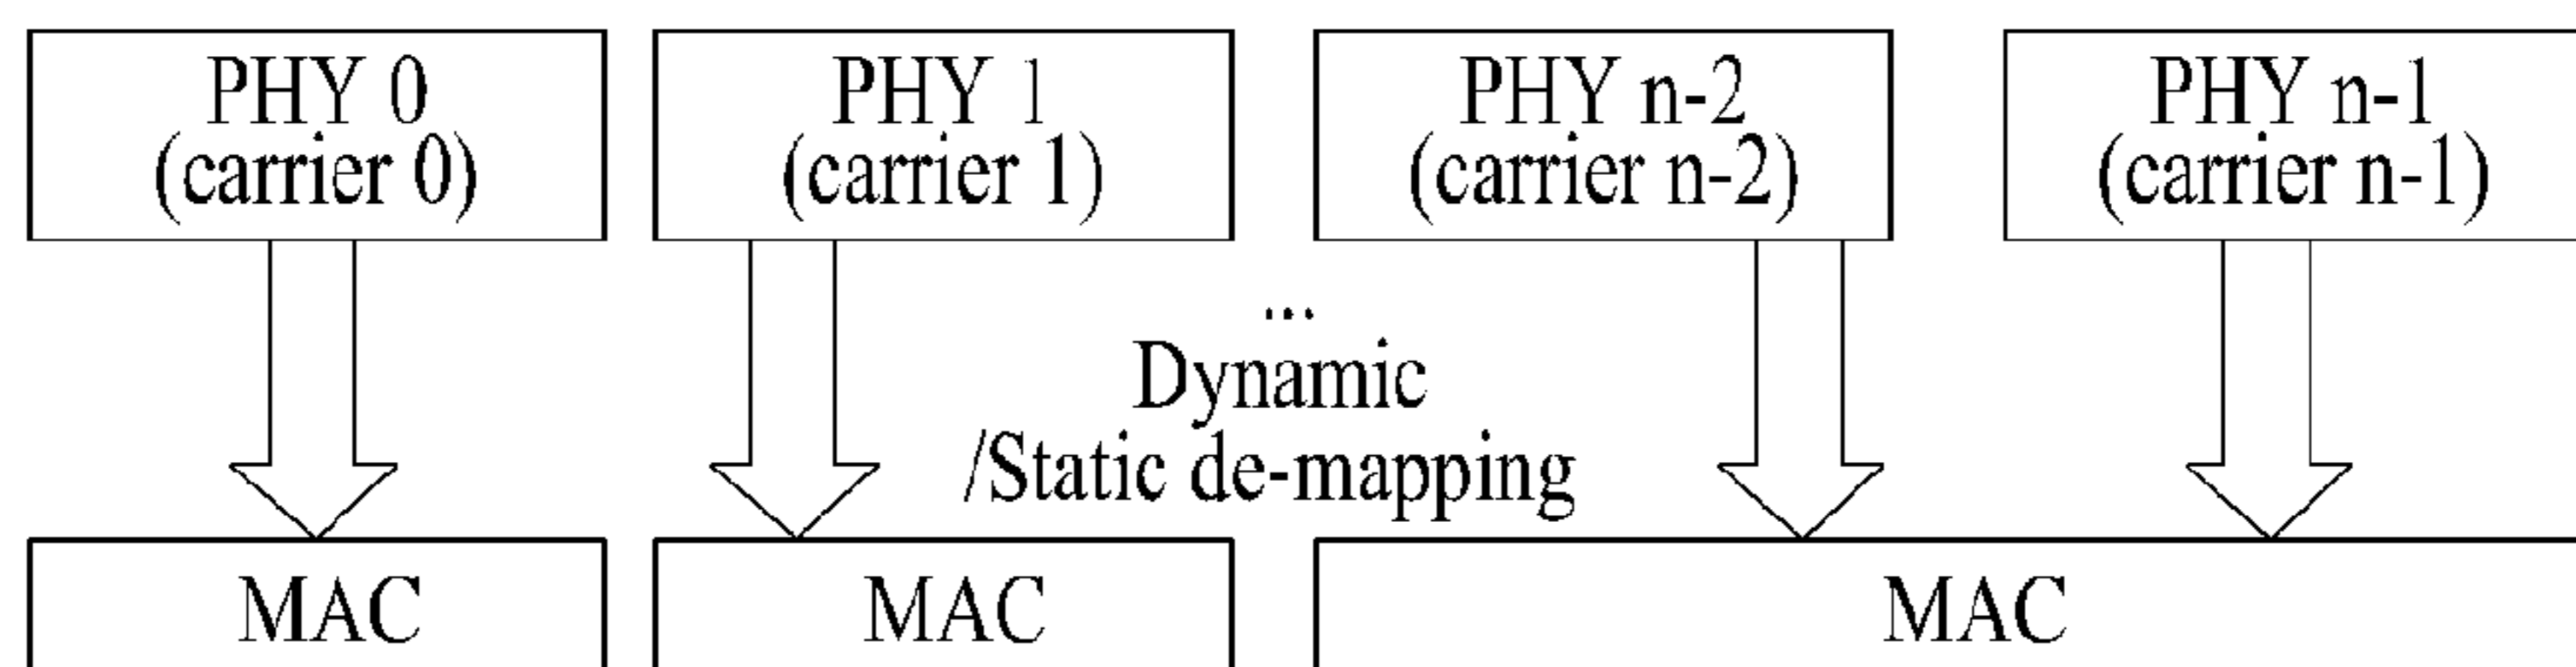 PHY 0
(carrier 0)
PHY 1
(carrier 1)
PHY n-2
(carrier n-2)
PHY n-1
(carrier n-1)
...
Dynamic
/Static de-mapping
MAC
MAC
MAC